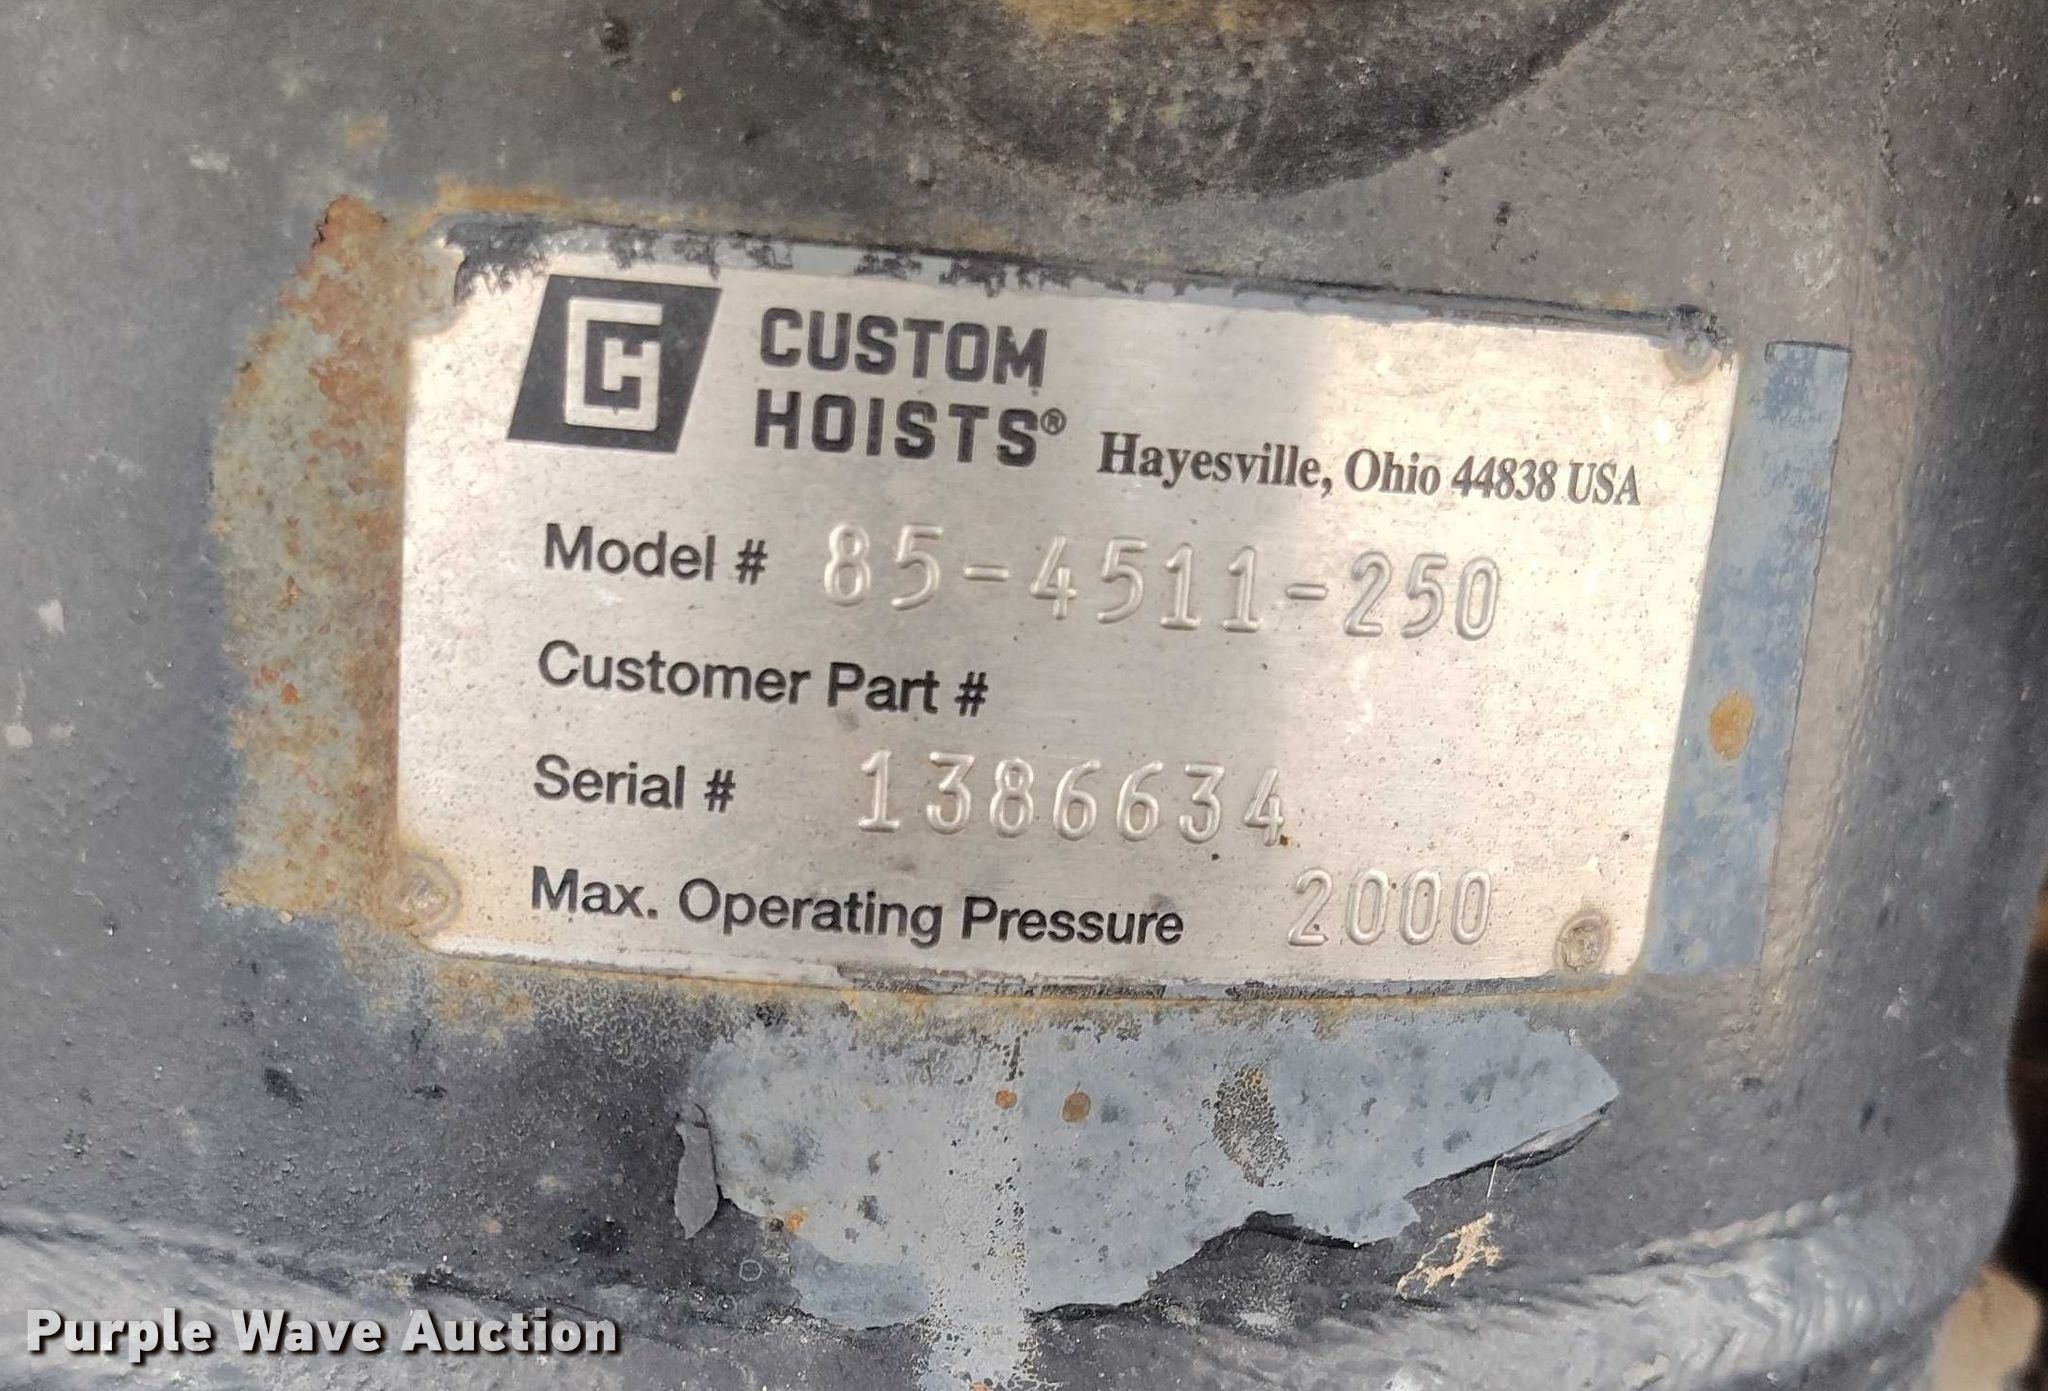 CUSTOM
HOISTS® Hayesville, Ohio 44838 USA
Model # 85-4511-250
Customer Part #
Serial # 1386634
Max. Operating Pressure 2000
Purple Wave Auction